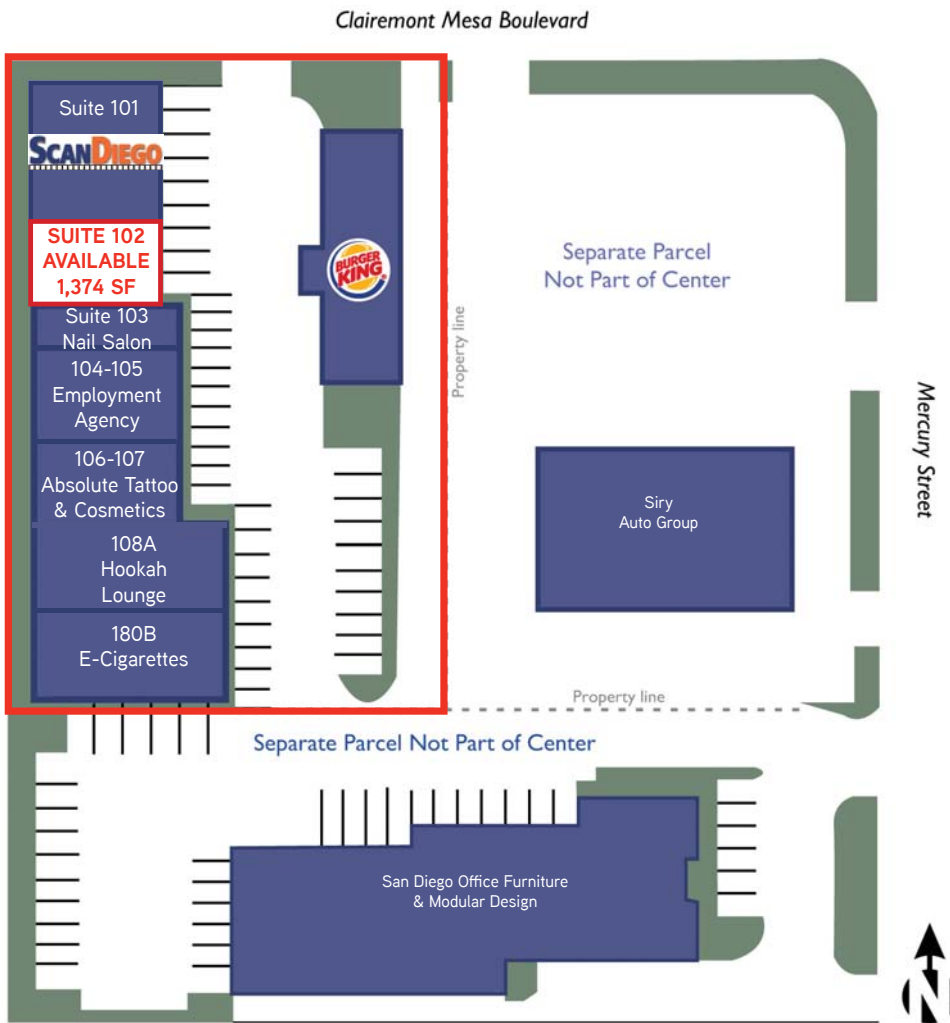 Clairemont Mesa Boulevard
Suite 101
SCANDIEGO
SUITE 102
AVAILABLE
1,374 SF
Suite 103
Nail Salon
104-105
Employment
Agency
106-107
Absolute Tattoo
& Cosmetics
108A
Hookah
Lounge
180B
E-Cigarettes
BURGER
KING
®
Property line
Separate Parcel
Not Part of Center
Mercury Street
Siry
Auto Group
Property line
Separate Parcel Not Part of Center
San Diego Office Furniture
& Modular Design
N